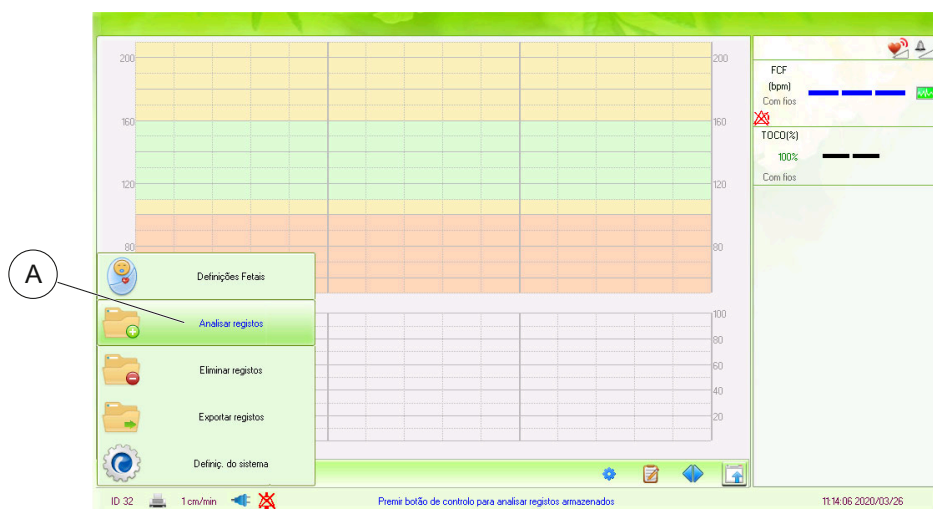 200
160
120
80
200
160
120
80
100
80
60
40
20
FCF
(bpm)
Com fios
TOCO(%)
100%
Com fios
A
Definições Fetais
Analisar registos
Eliminar registos
Exportar registos
Definiç. do sistema
ID 32 1 cm/min Premir botão de controlo para analisar registos armazenados 11:14:06 2020/03/26